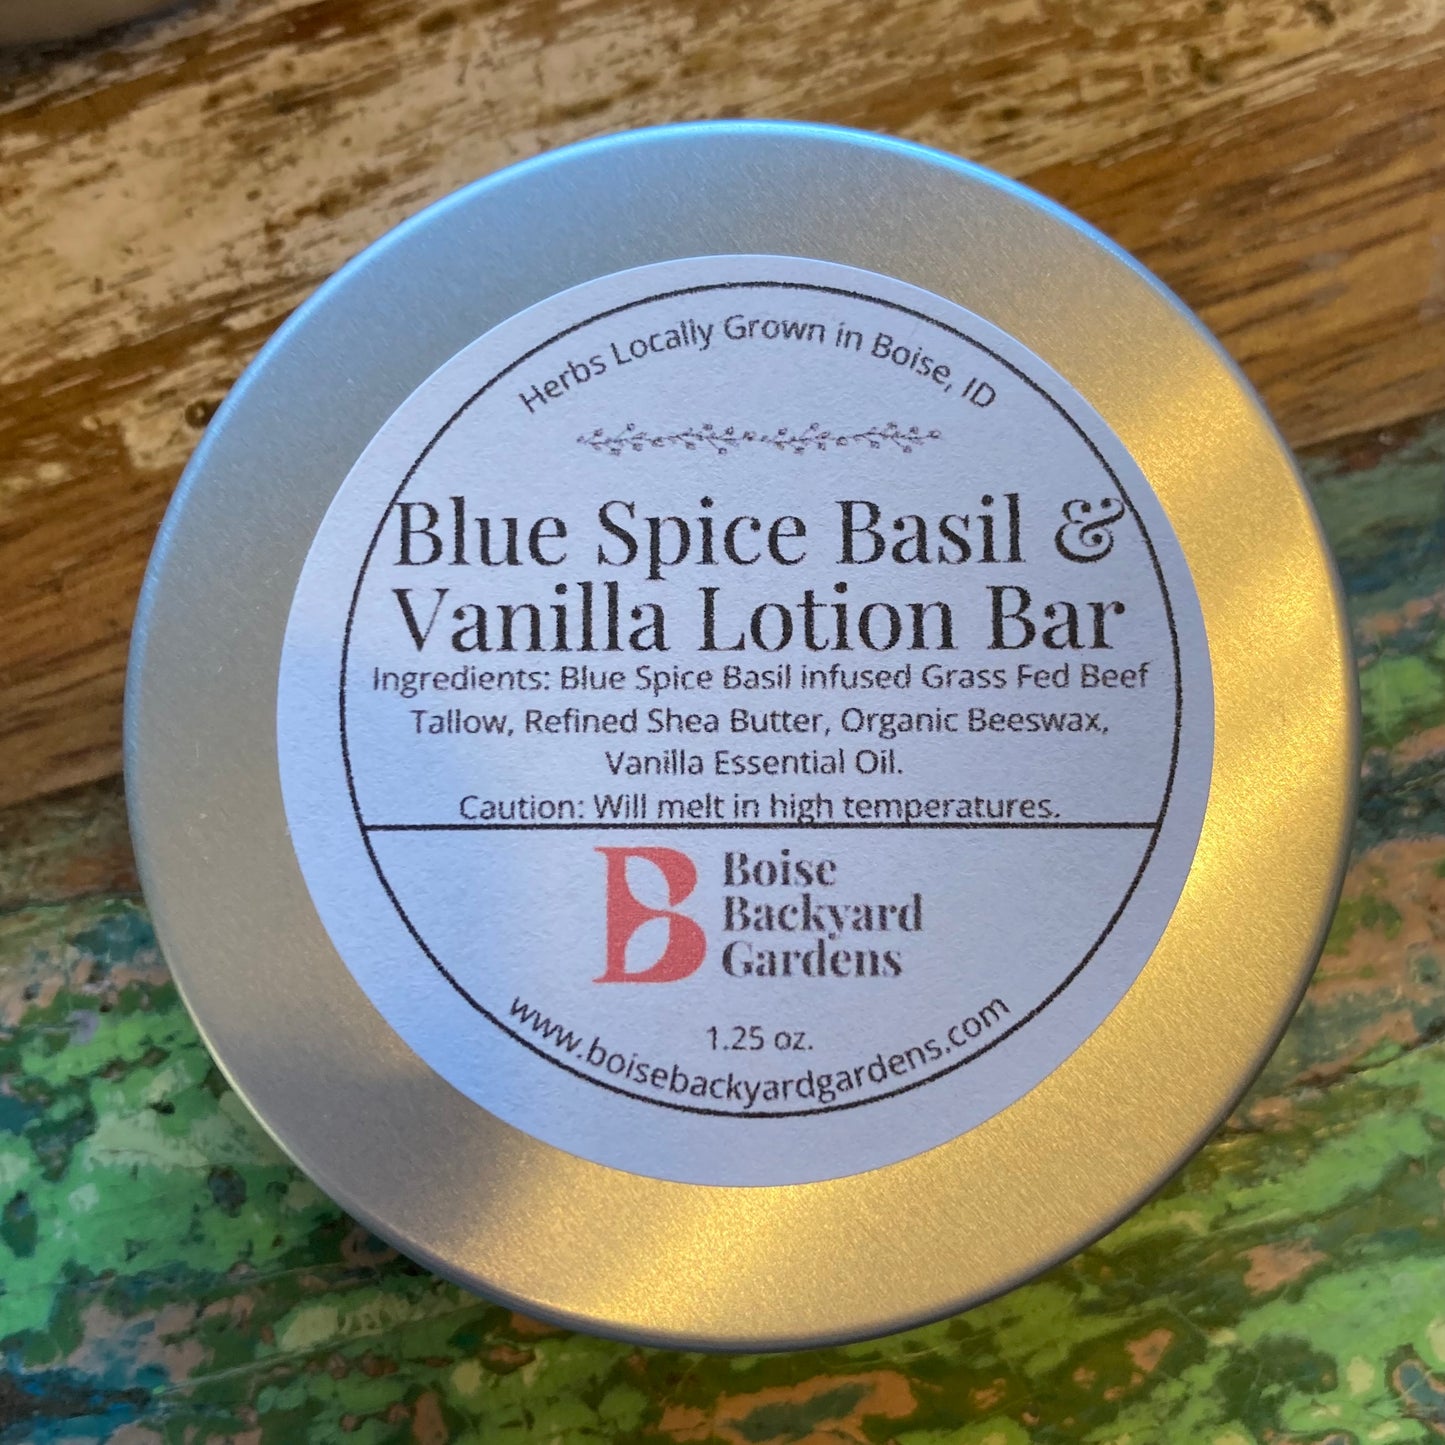 Herbs Locally Grown in Boise, ID
Blue Spice Basil &
Vanilla Lotion Bar
Ingredients: Blue Spice Basil infused Grass Fed Beef
Tallow, Refined Shea Butter, Organic Beeswax,
Vanilla Essential Oil.
Caution: Will melt in high temperatures.
B
Boise
Backyard
Gardens
1.25 oz.
www.boisebackyardgardens.com